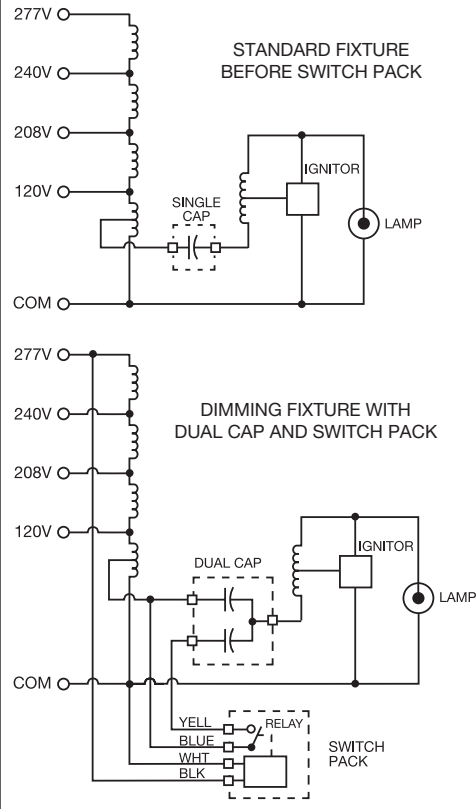 277V
STANDARD FIXTURE
BEFORE SWITCH PACK
240V
208V
IGNITOR
120V
SINGLE
CAP
LAMP
COM
277V
DIMMING FIXTURE WITH
DUAL CAP AND SWITCH PACK
240V
208V
120V
IGNITOR
DUAL CAP
LAMP
COM
YELL
RELAY
BLUE
SWITCH
PACK
WHT
BLK